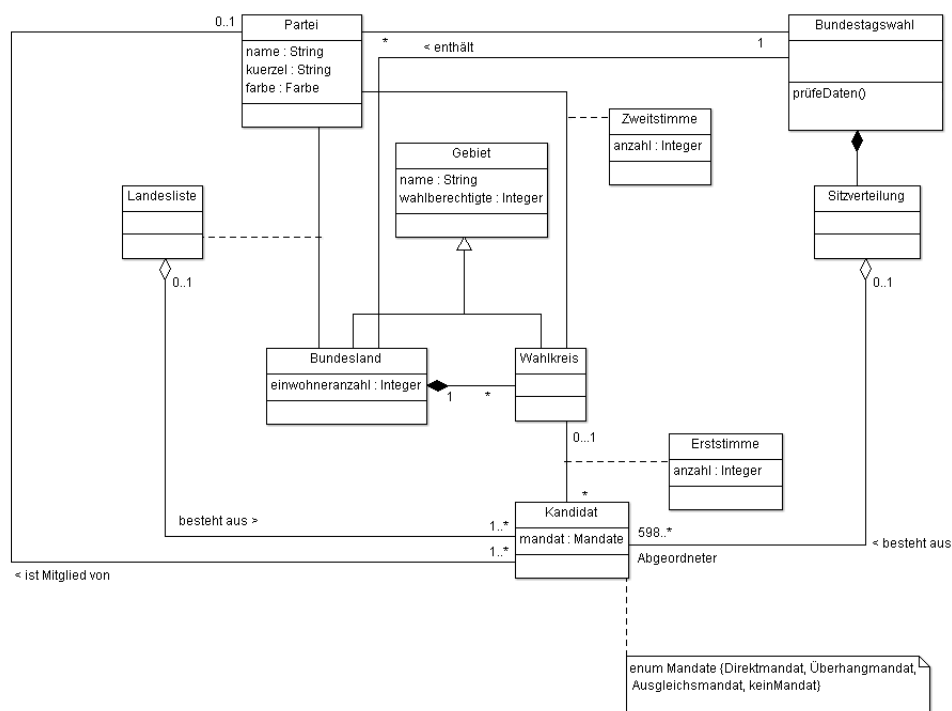 0..1
Partei
name : String
kuerzel : String
farbe : Farbe
*
< enthält
1
Bundestagswahl
prüfeDaten()
Zweitstimme
anzahl : Integer
Gebiet
name : String
wahlberechtigte : Integer
Landesliste
0..1
Sitzverteilung
0..1
Bundesland
einwohneranzahl : Integer
1
*
Wahlkreis
0...1
Erststimme
anzahl : Integer
*
besteht aus >
1..*
Kandidat
mandat : Mandate
598..*
Abgeordneter
< besteht aus
1..*
< ist Mitglied von
enum Mandate {Direktmandat, Überhangmandat,
Ausgleichsmandat, keinMandat}